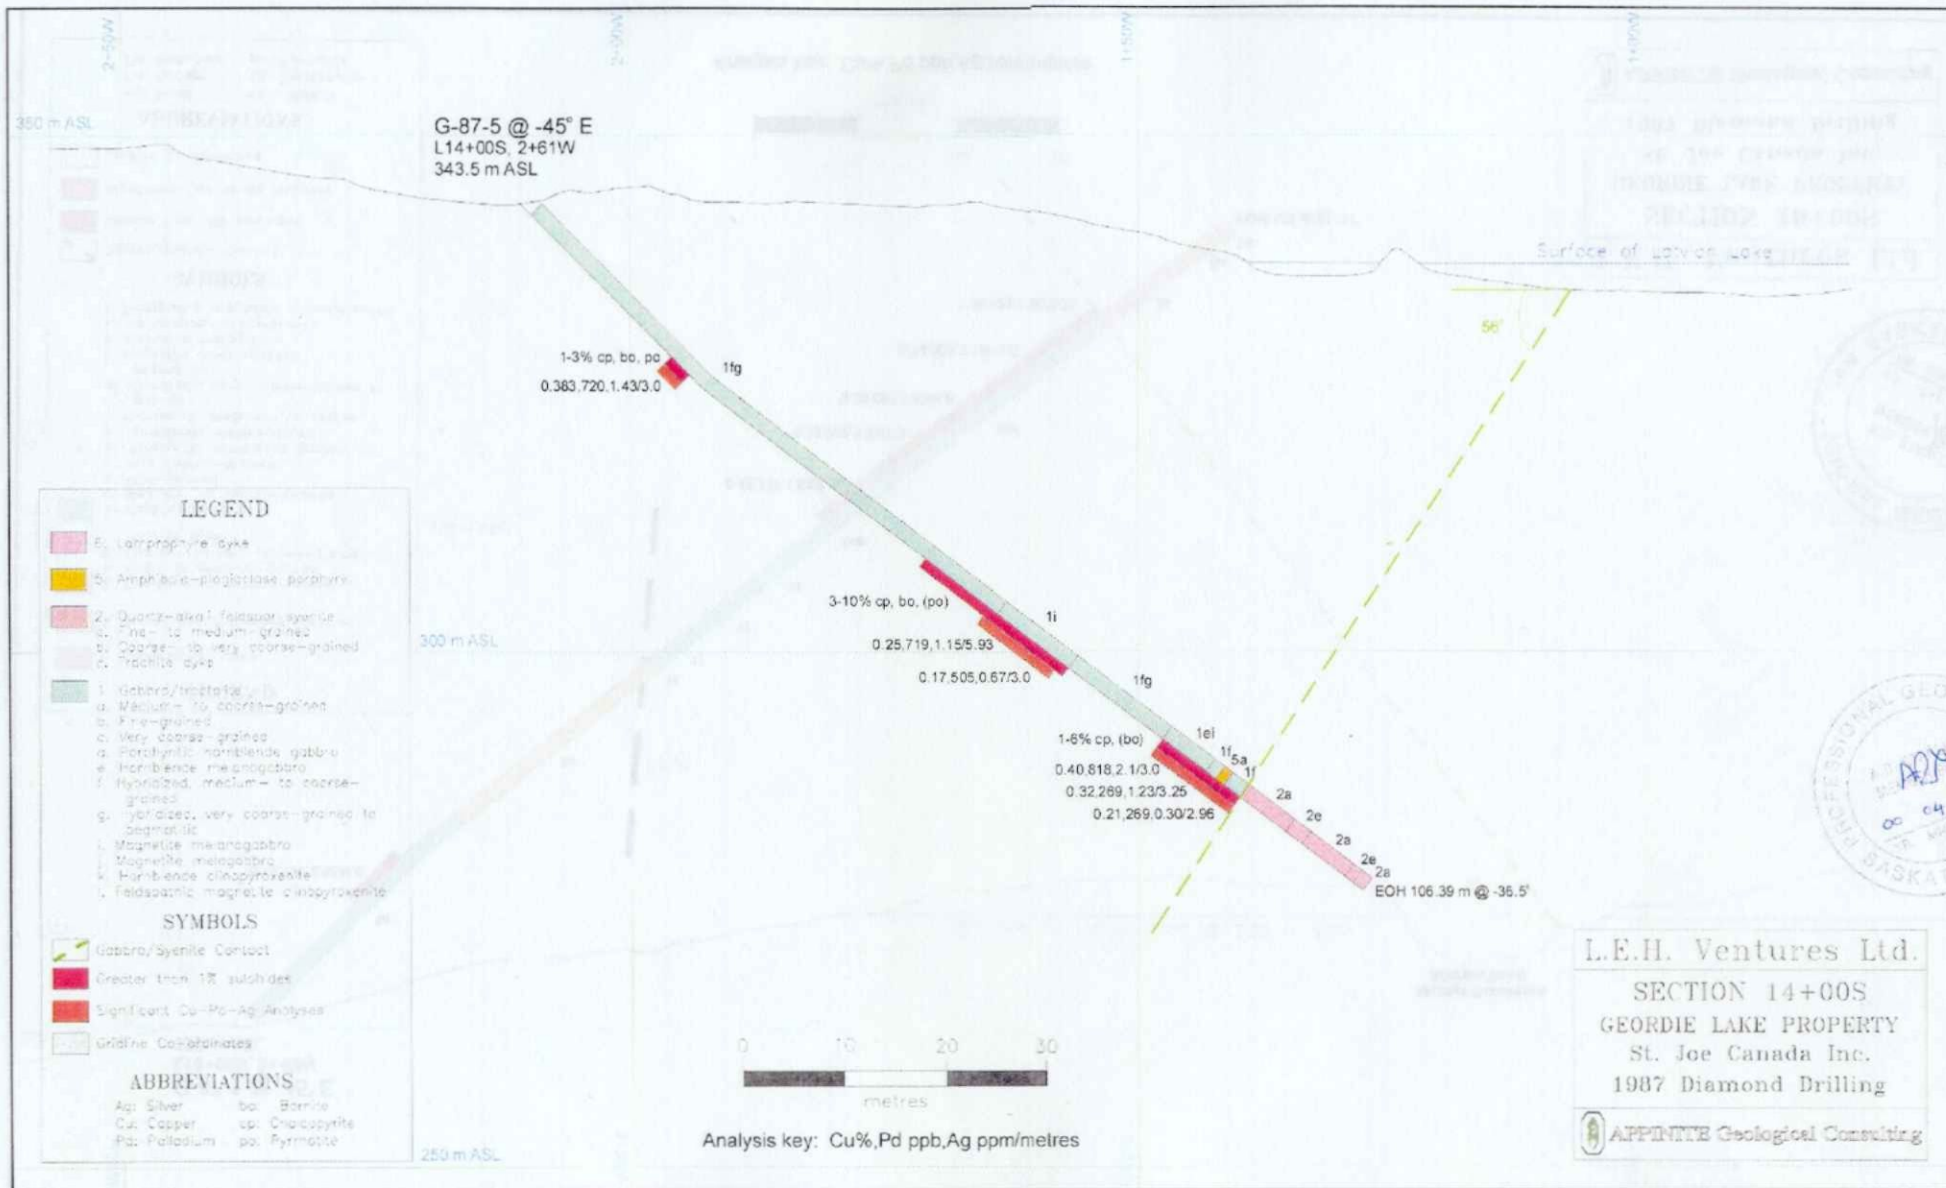 2+50W
2+00W
1+50W
1+00W
350 m ASL
G-87-5 @ -45° E
L14+00S, 2+61W
343.5 m ASL
Surface of
56°
1-3% cp, bo, po
0.383,720,1.43/3.0
1fg
3-10% cp, bo, (po)
1i
0.25,719,1.15/5.93
0.17,505,0.67/3.0
1fg
300 m ASL
1-6% cp, (bo)
1ei
1f
5a
1f
0.40,818,2.1/3.0
0.32,269,1.23/3.25
0.21,269,0.30/2.96
2a
2e
2a
2e
2a
EOH 106.39 m @ -36.5°
LEGEND
6. Lamprophyre dyke
5. Amphibole-plagioclase porphyry
2. Quartz-alkali feldspar syenite
a. Fine- to medium-grained
b. Coarse- to very coarse-grained
Trachite dyke
1. Gabbro/
a. Medium- to coarse-grained
b. Fine-grained
c. Very coarse-grained
Porphyritic hornblende gabbro
e. Hornblende melanogabbro
f. Hybridized, medium- to coarse-
grained
g. Hybridized, very coarse-grained to
pegmatitic
i. Magnetite melanogabbro
j. Magnetite melagabbro
k. Hornblende clinopyroxenite
l. Feldspathic magnetite clinopyroxenite
SYMBOLS
Gabbro/Syenite Contact
Greater than 1% sulphides
Significant Cu-Pd-Ag Analyses
Gridline Co-ordinates
ABBREVIATIONS
Ag: Silver bo: Bornite
Cu: Copper cp: Chalcopyrite
Pd: Palladium po: Pyrrhotite
250 m ASL
0 10 20 30
metres
Analysis key: Cu%,Pd ppb,Ag ppm/metres
PROFESSIONAL GEO
SASKAT
L.E.H. Ventures Ltd.
SECTION 14+00S
GEORDIE LAKE PROPERTY
St. Joe Canada Inc.
1987 Diamond Drilling
APPINITE Geological Consulting